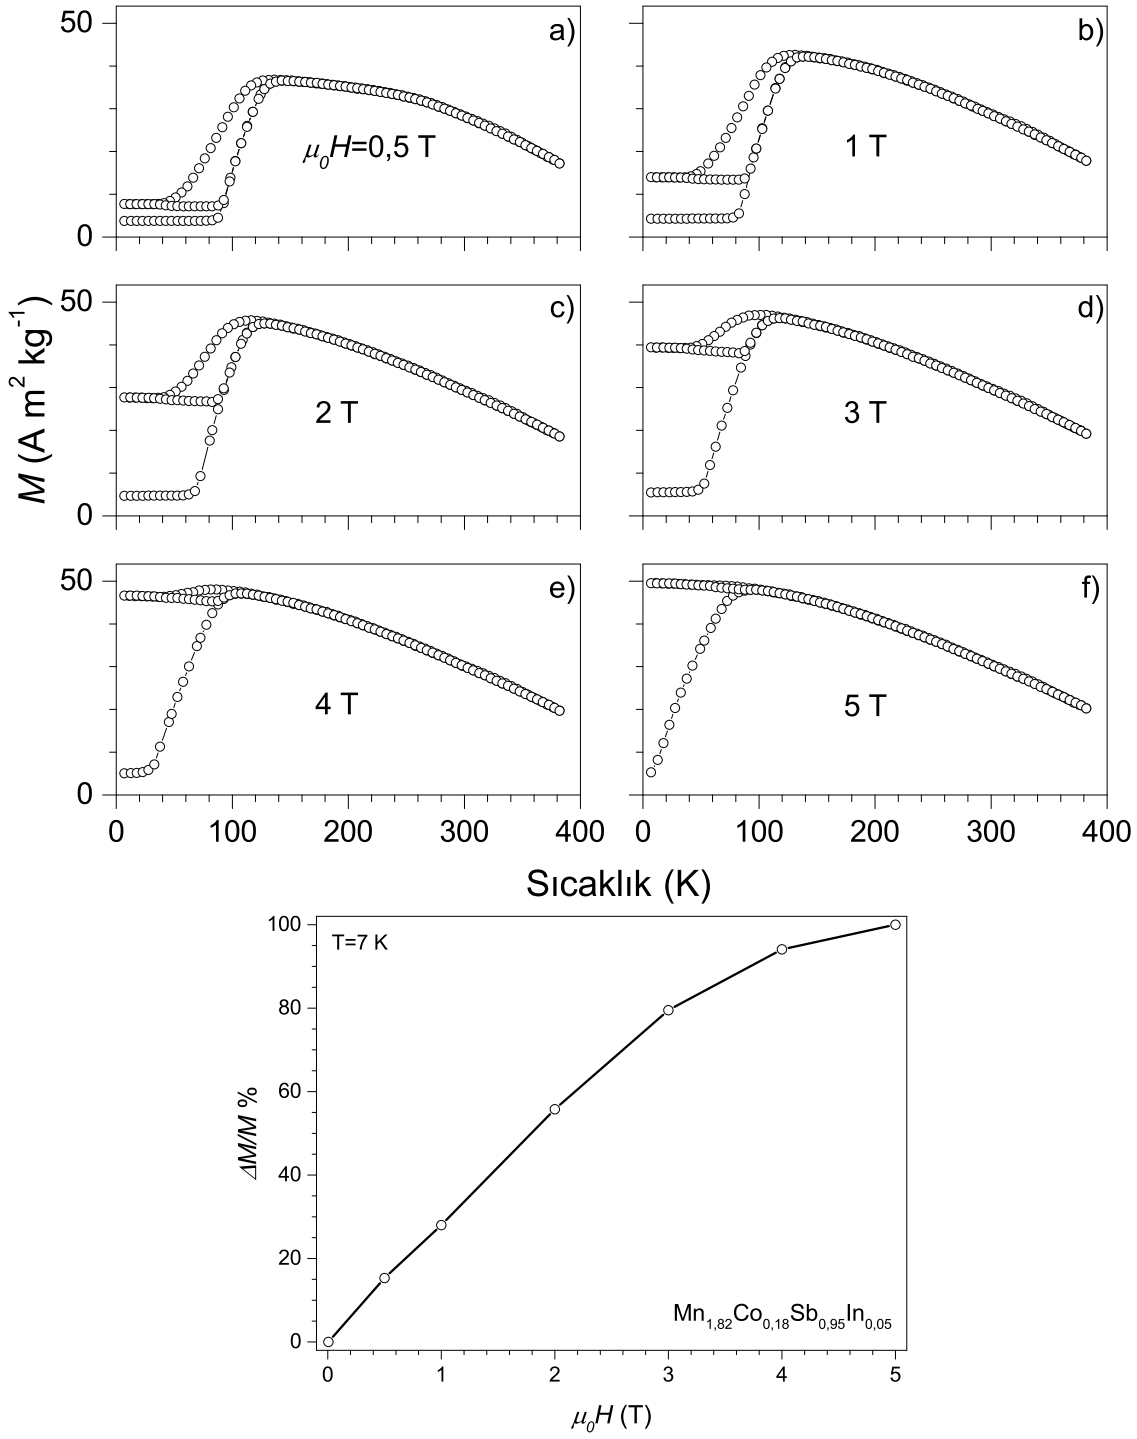 50
a)
b)
μ₀H=0,5 T
1 T
0
50
c)
d)
M (A m² kg⁻¹)
2 T
3 T
0
50
e)
f)
4 T
5 T
0
0 100 200 300 400 0 100 200 300 400
Sıcaklık (K)
100
T=7 K
80
60
ΔM/M %
40
20
Mn₁,₈₂Co₀,₁₈Sb₀,₉₅In₀,₀₅
0
0 1 2 3 4 5
μ₀H (T)